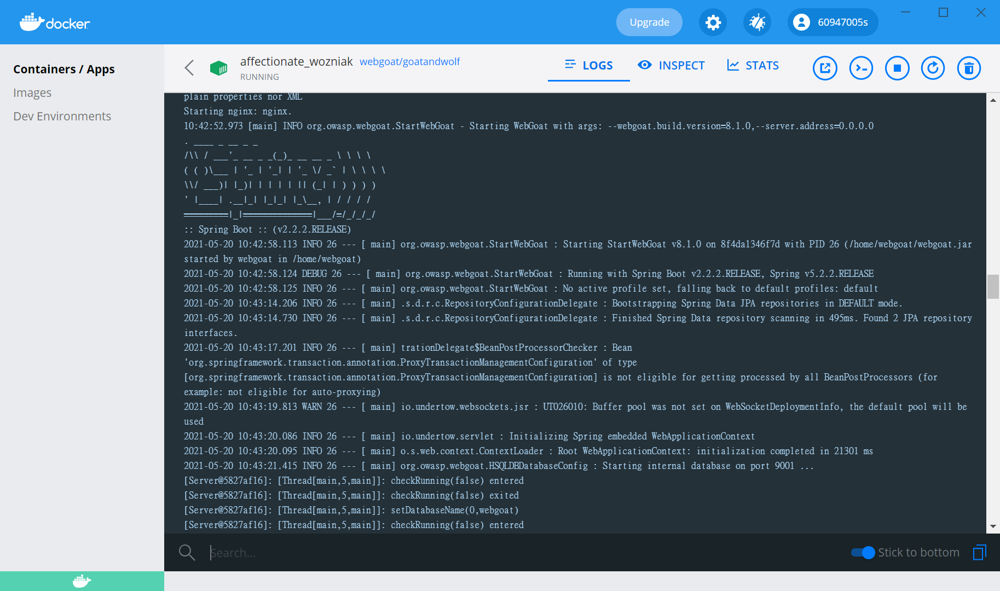 docker
Upgrade
60947005s
Containers / Apps
Images
Dev Environments
affectionate_wozniak webgoat/goatandwolf
RUNNING
LOGS
INSPECT
STATS
plain properties nor XML
Starting nginx: nginx.
10:42:52.973 [main] INFO org.owasp.webgoat.StartWebGoat - Starting WebGoat with args: --webgoat.build.version=8.1.0,--server.address=0.0.0.0
. ____ _ __ _ _
/\\ / ___'_ __ _ _(_)_ __ __ _ \ \ \ \
( ( )\___ | '_ | '_| | '_ \/ _` | \ \ \ \
\\/ ___)| |_)| | | | | || (_| | ) ) ) )
' |____| .__|_| |_|_| |_\__, | / / / /
=========|_|==============|___/=/_/_/_/
:: Spring Boot :: (v2.2.2.RELEASE)
2021-05-20 10:42:58.113 INFO 26 --- [ main] org.owasp.webgoat.StartWebGoat : Starting StartWebGoat v8.1.0 on 8f4da1346f7d with PID 26 (/home/webgoat/webgoat.jar
started by webgoat in /home/webgoat)
2021-05-20 10:42:58.124 DEBUG 26 --- [ main] org.owasp.webgoat.StartWebGoat : Running with Spring Boot v2.2.2.RELEASE, Spring v5.2.2.RELEASE
2021-05-20 10:42:58.125 INFO 26 --- [ main] org.owasp.webgoat.StartWebGoat : No active profile set, falling back to default profiles: default
2021-05-20 10:43:14.206 INFO 26 --- [ main] .s.d.r.c.RepositoryConfigurationDelegate : Bootstrapping Spring Data JPA repositories in DEFAULT mode.
2021-05-20 10:43:14.730 INFO 26 --- [ main] .s.d.r.c.RepositoryConfigurationDelegate : Finished Spring Data repository scanning in 495ms. Found 2 JPA repository
interfaces.
2021-05-20 10:43:17.201 INFO 26 --- [ main] trationDelegate$BeanPostProcessorChecker : Bean
'org.springframework.transaction.annotation.ProxyTransactionManagementConfiguration' of type
[org.springframework.transaction.annotation.ProxyTransactionManagementConfiguration] is not eligible for getting processed by all BeanPostProcessors (for
example: not eligible for auto-proxying)
2021-05-20 10:43:19.813 WARN 26 --- [ main] io.undertow.websockets.jsr : UT026010: Buffer pool was not set on WebSocketDeploymentInfo, the default pool will be
used
2021-05-20 10:43:20.086 INFO 26 --- [ main] io.undertow.servlet : Initializing Spring embedded WebApplicationContext
2021-05-20 10:43:20.095 INFO 26 --- [ main] o.s.web.context.ContextLoader : Root WebApplicationContext: initialization completed in 21301 ms
2021-05-20 10:43:21.415 INFO 26 --- [ main] org.owasp.webgoat.HSQLDBDatabaseConfig : Starting internal database on port 9001 ...
[Server@5827af16]: [Thread[main,5,main]]: checkRunning(false) entered
[Server@5827af16]: [Thread[main,5,main]]: checkRunning(false) exited
[Server@5827af16]: [Thread[main,5,main]]: setDatabaseName(0,webgoat)
[Server@5827af16]: [Thread[main,5,main]]: checkRunning(false) entered
Search...
Stick to bottom